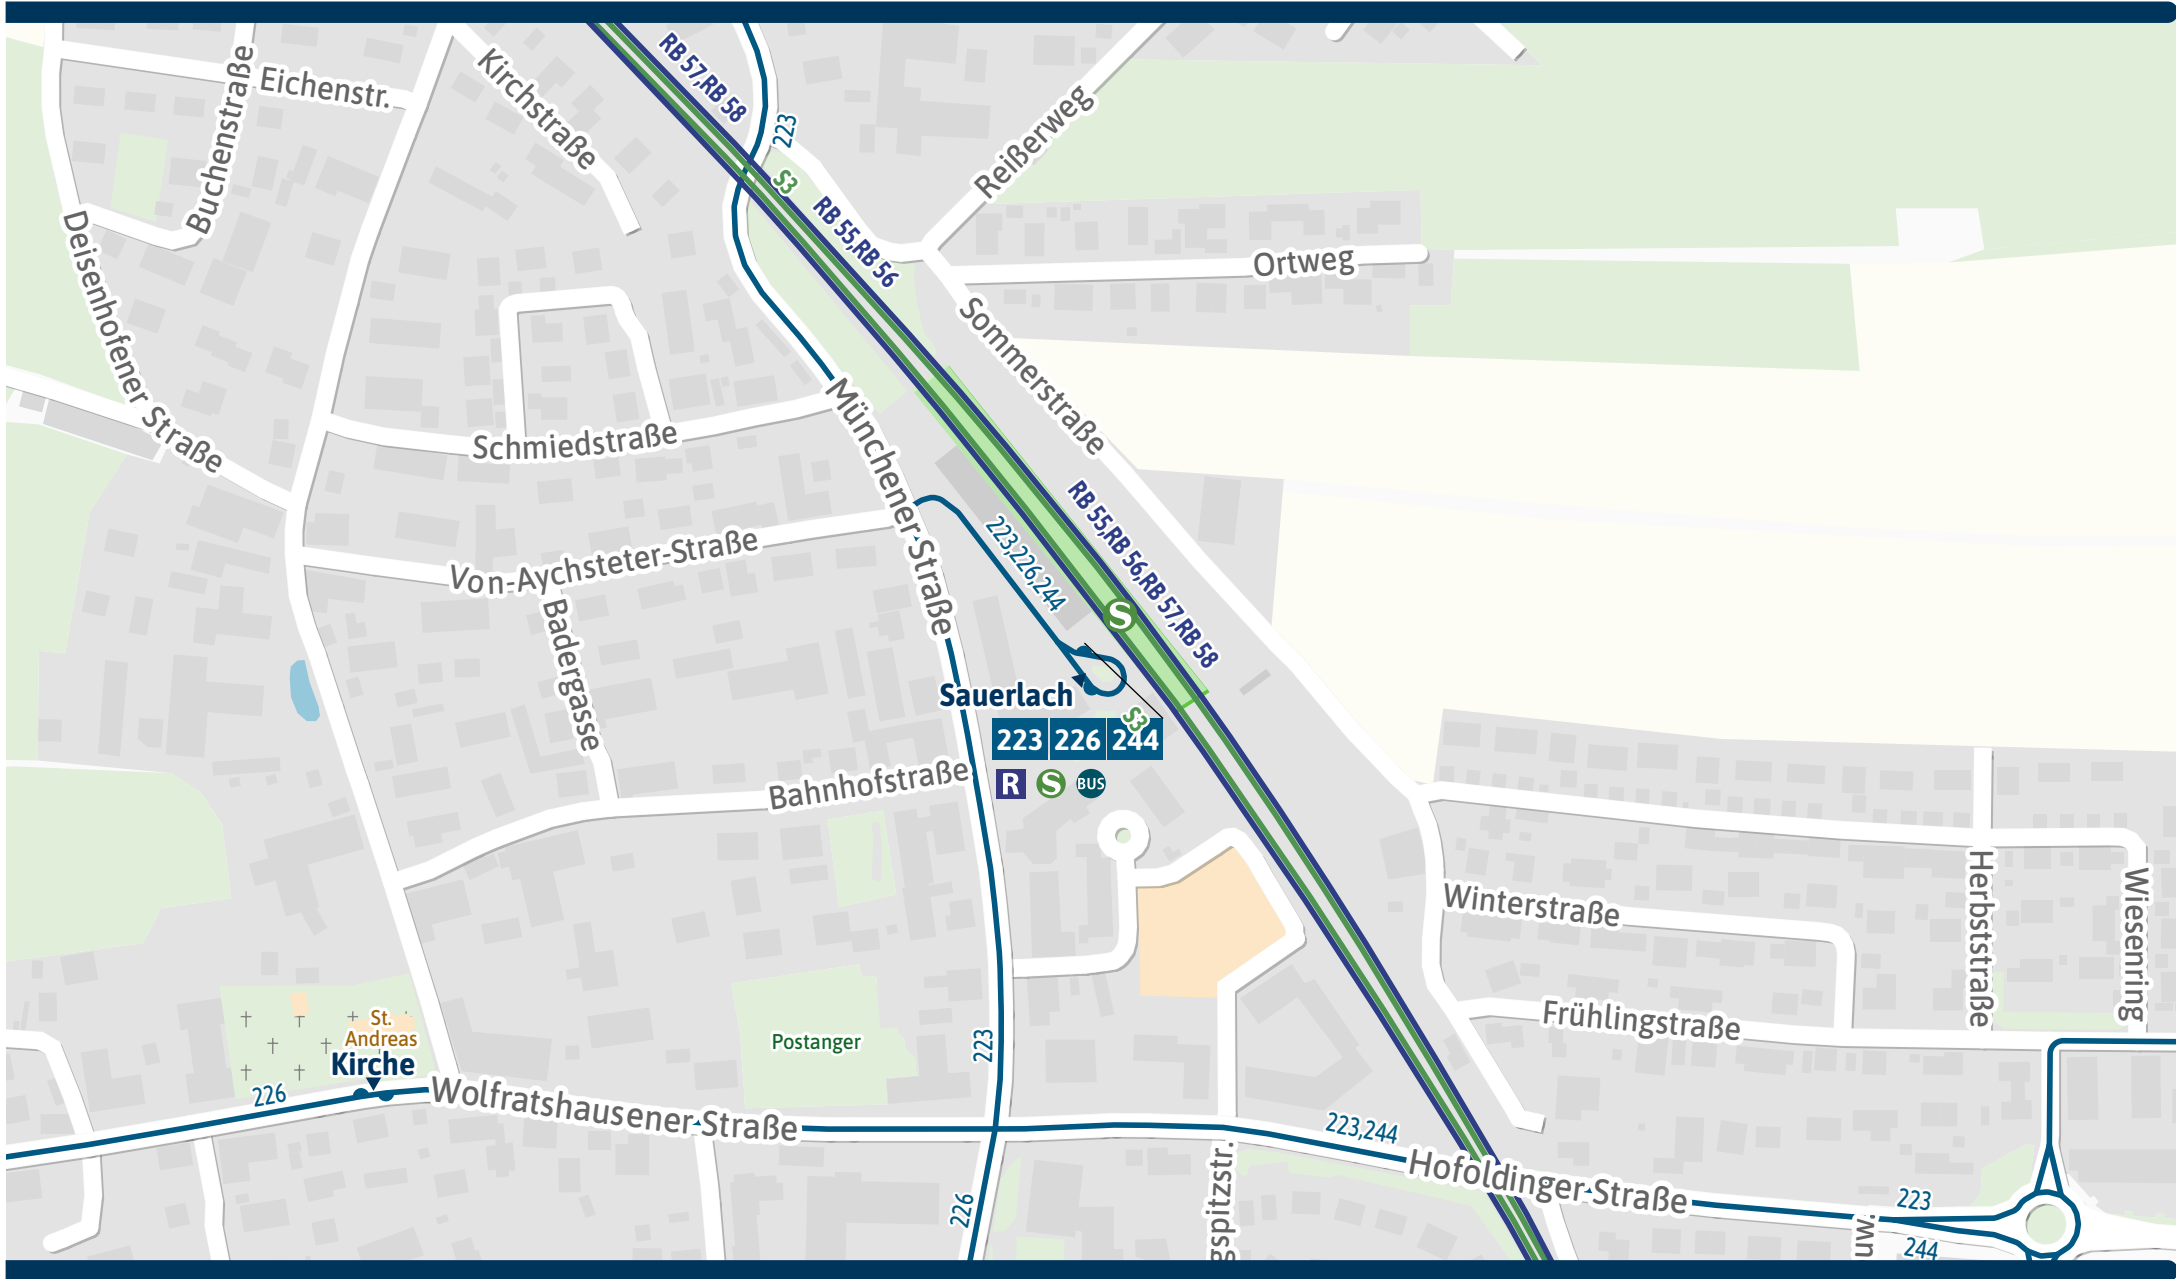 RB 57,RB 58
Kirchstraße
Eichenstr.
Buchenstraße
223
Reißerweg
S3
RB 55,RB 56
Ortweg
Deisenhofener Straße
Sommerstraße
Schmiedstraße
Münchener Straße
RB 55,RB 56,RB 57,RB 58
223,226,244
Von-Aychsteter-Straße
Badergasse
S
Sauerlach
S3
223 226 244
R S BUS
Bahnhofstraße
Winterstraße
Herbststraße
Wiesenring
Frühlingstraße
St.
Andreas
Kirche
Postanger
223
226
Wolfratshausener Straße
223,244
Hofoldinger Straße
gspitzstr.
226
223
244
uw.